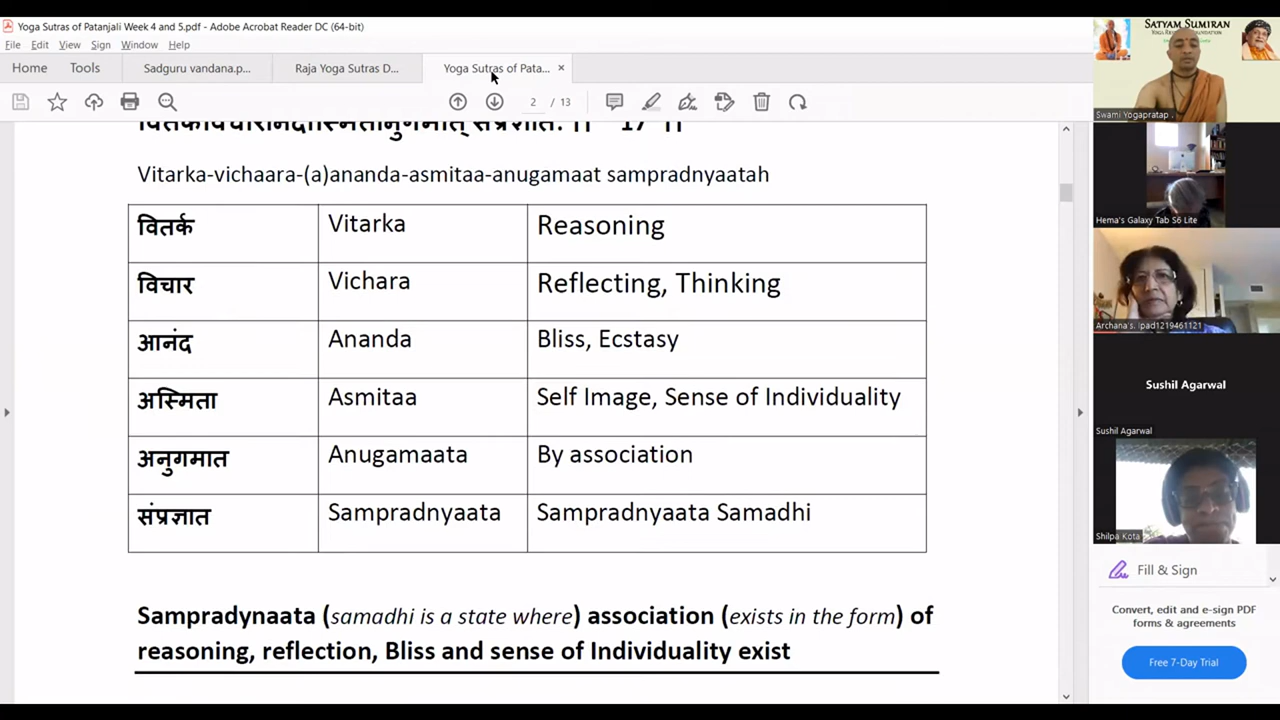 Yoga Sutras of Patanjali Week 4 and 5.pdf - Adobe Acrobat Reader DC (64-bit)
File Edit View Sign Window Help
Home Tools Sadguru vandana.p... Raja Yoga Sutras D... Yoga Sutras of Pata... ×
2 / 13
|| 17 ||
Vitarka-vichaara-(a)ananda-asmitaa-anugamaat sampradnyaatah
वितर्क Vitarka Reasoning
विचार Vichara Reflecting, Thinking
आनंद Ananda Bliss, Ecstasy
अस्मिता Asmitaa Self Image, Sense of Individuality
अनुगमात Anugamaata By association
संप्रज्ञात Sampradnyaata Sampradnyaata Samadhi
Sampradynaata (samadhi is a state where) association (exists in the form) of
reasoning, reflection, Bliss and sense of Individuality exist
SATYAM SUMIRAN
Swami Yogapratap .
Hema's Galaxy Tab S6 Lite
Archana's. Ipad1219461121
Sushil Agarwal
Sushil Agarwal
Shilpa Kota
Fill & Sign
Convert, edit and e-sign PDF
forms & agreements
Free 7-Day Trial